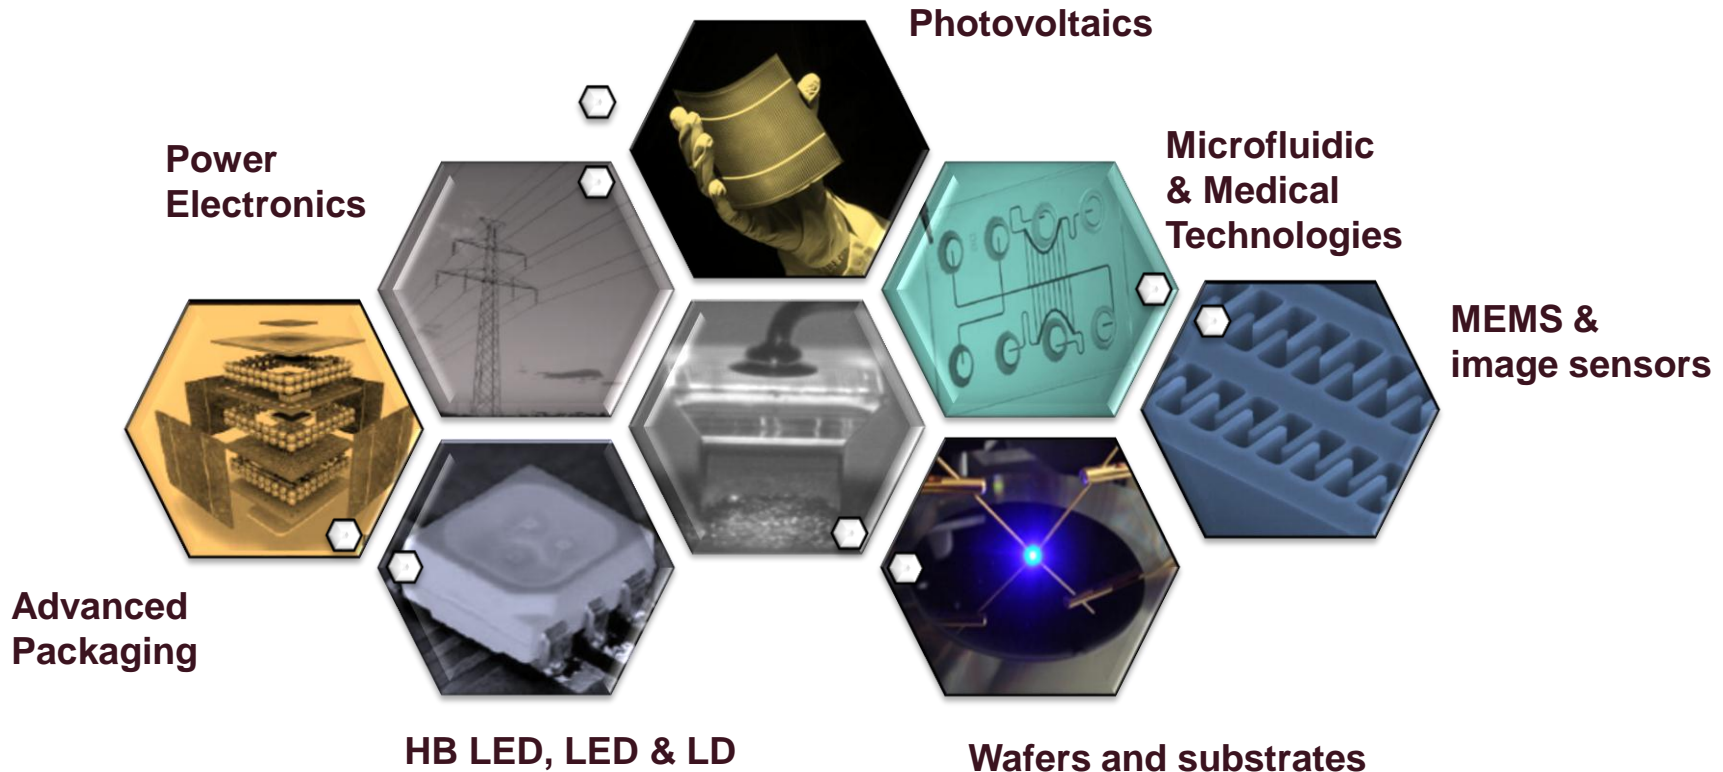 Photovoltaics
Power
Electronics
Microfluidic
& Medical
Technologies
MEMS &
image sensors
Advanced
Packaging
HB LED, LED & LD
Wafers and substrates